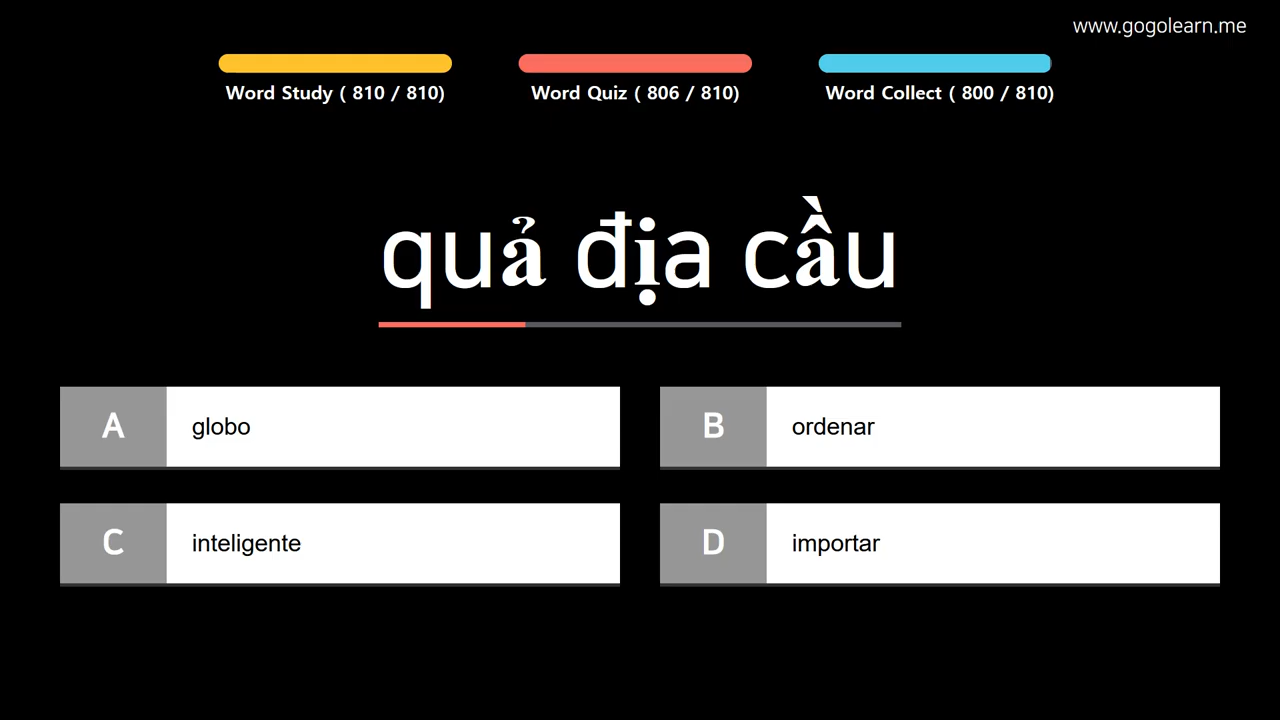 www.gogolearn.me
Word Study ( 810 / 810)
Word Quiz ( 806 / 810)
Word Collect ( 800 / 810)
quả địa cầu
A globo
B ordenar
C inteligente
D importar